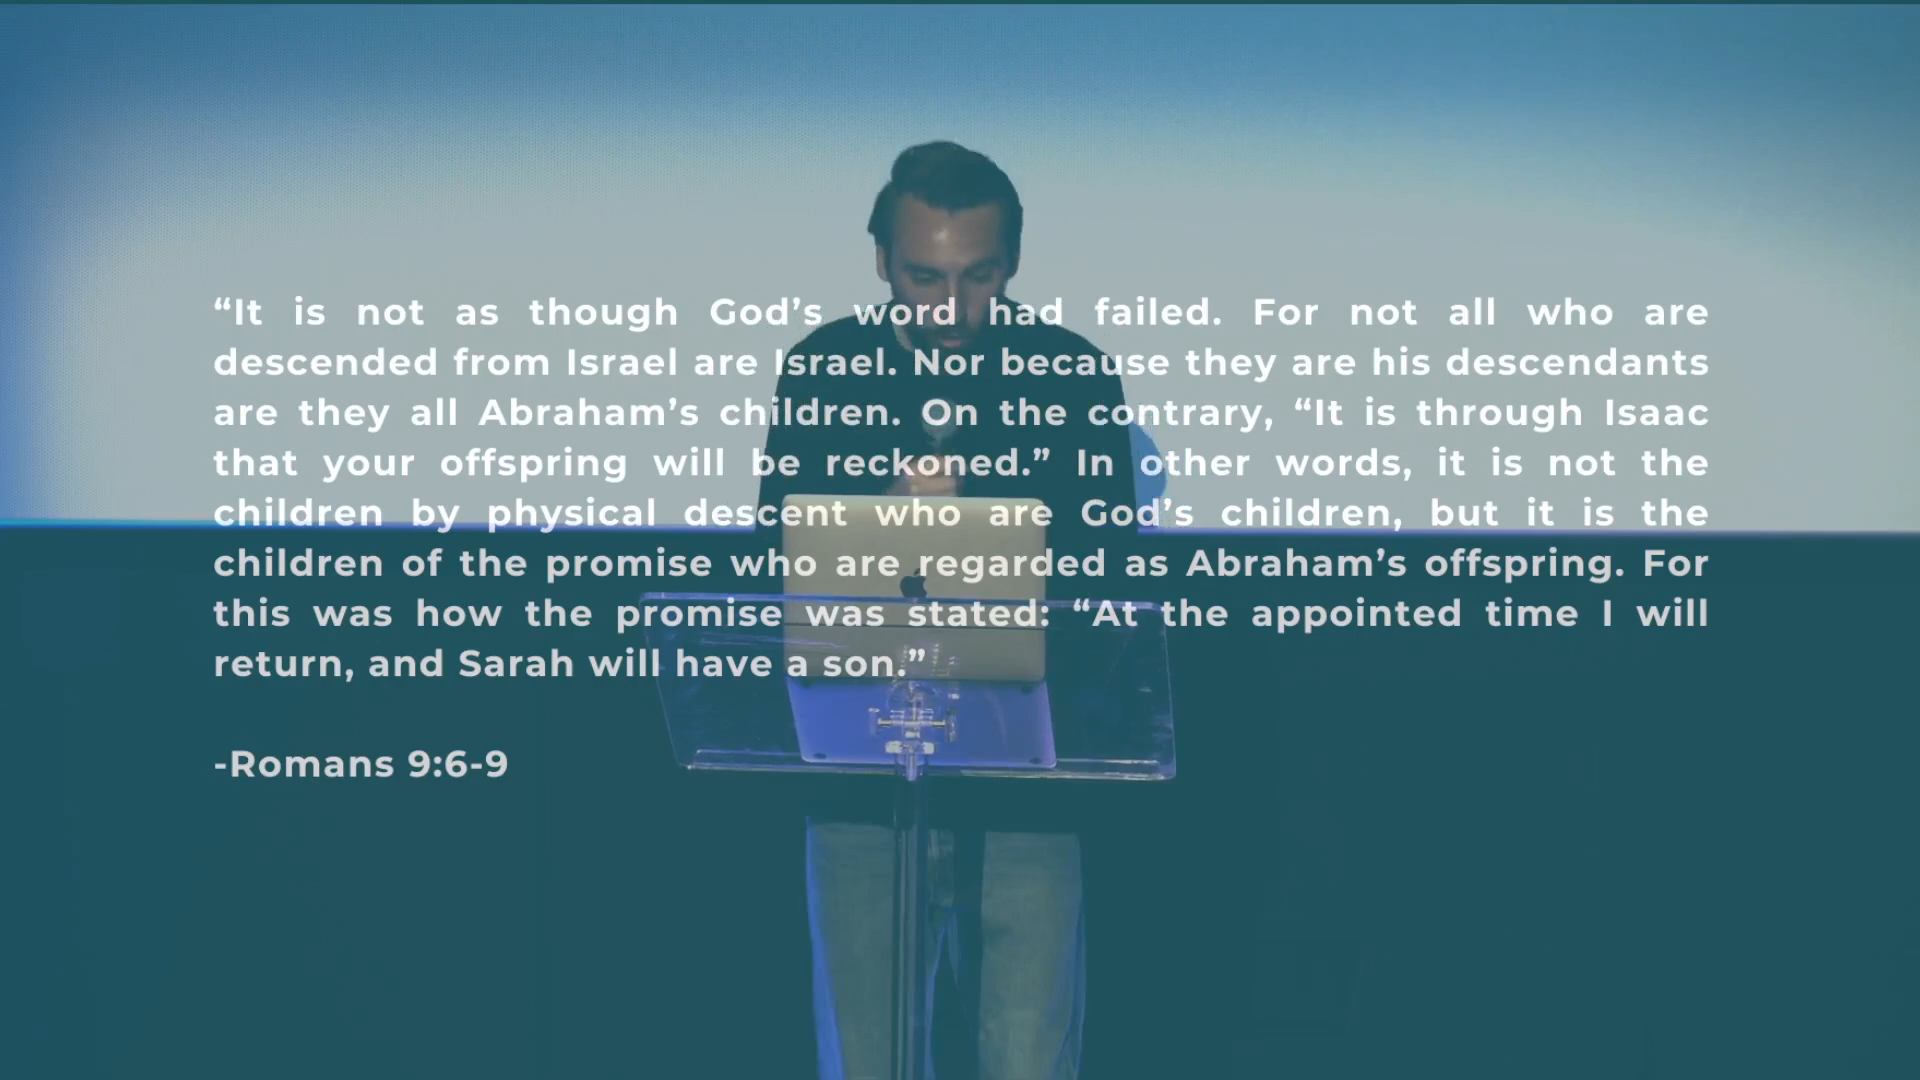 “It is not as though God’s word had failed. For not all who are
descended from Israel are Israel. Nor because they are his descendants
are they all Abraham’s children. On the contrary, “It is through Isaac
that your offspring will be reckoned.” In other words, it is not the
children by physical descent who are God’s children, but it is the
children of the promise who are regarded as Abraham’s offspring. For
this was how the promise was stated: “At the appointed time I will
return, and Sarah will have a son.”
-Romans 9:6-9